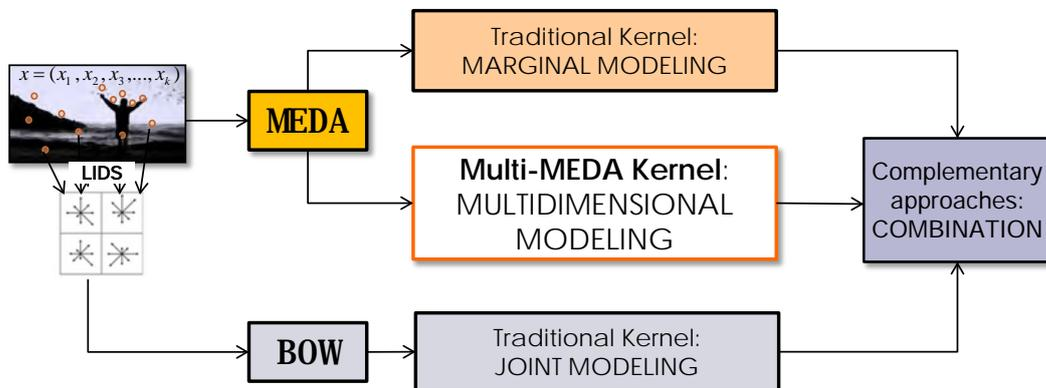 x = (x1, x2, x3,..., xk)
LIDS
MEDA
Traditional Kernel:
MARGINAL MODELING
Multi-MEDA Kernel:
MULTIDIMENSIONAL
MODELING
Complementary
approaches:
COMBINATION
BOW
Traditional Kernel:
JOINT MODELING